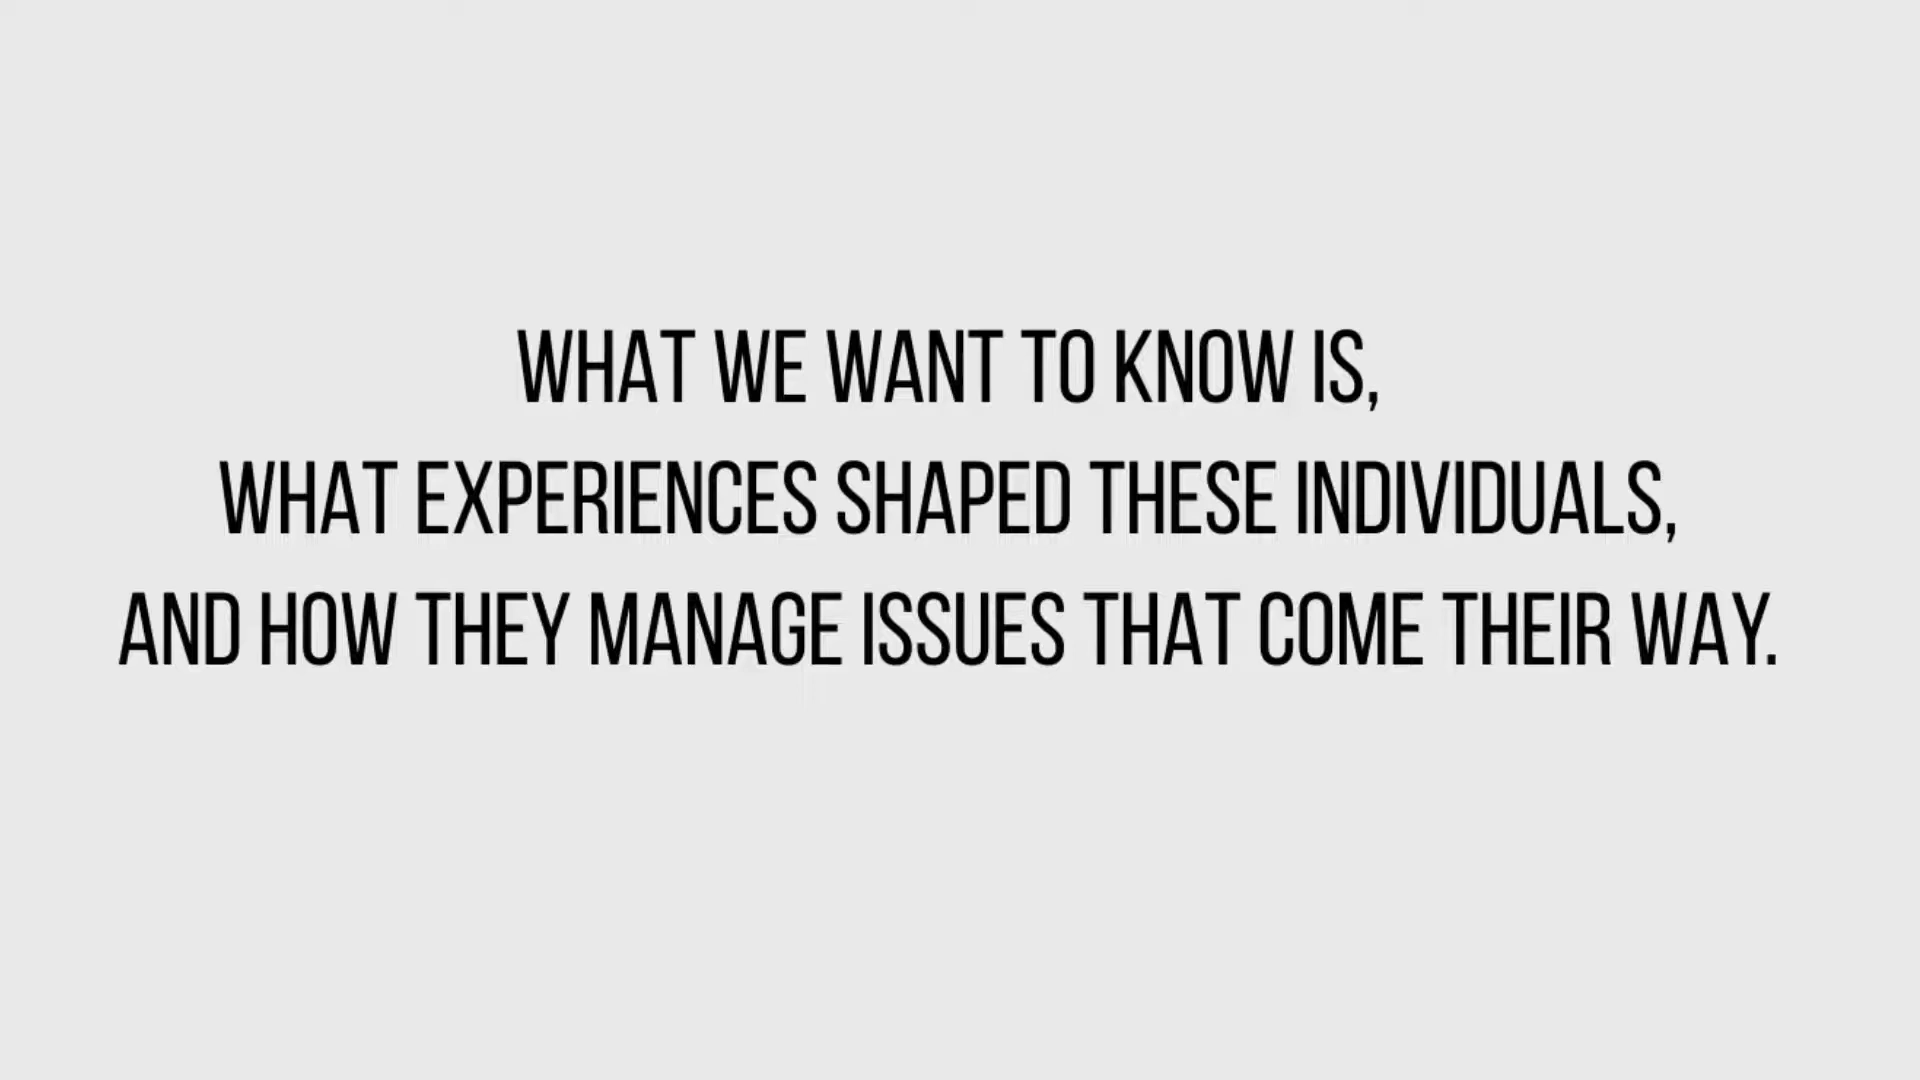 WHAT WE WANT TO KNOW IS,
WHAT EXPERIENCES SHAPED THESE INDIVIDUALS,
AND HOW THEY MANAGE ISSUES THAT COME THEIR WAY.